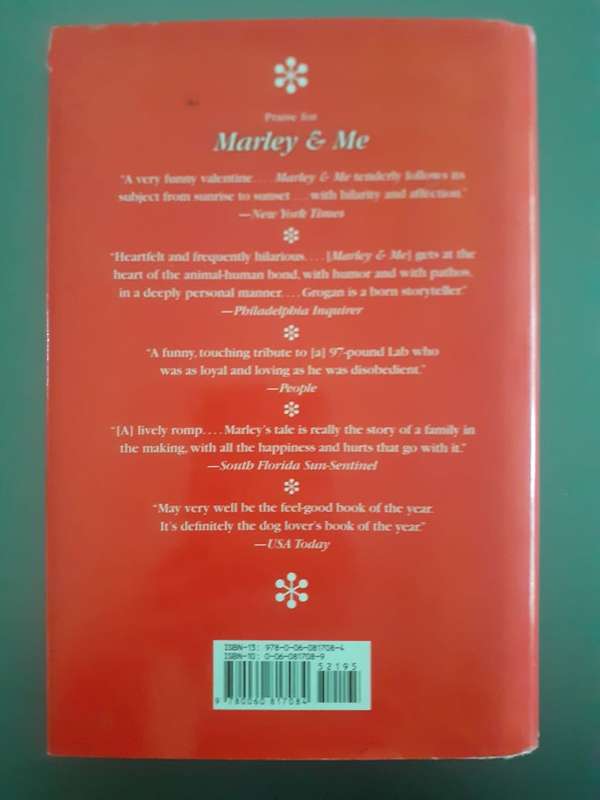 Praise for
Marley & Me
"A very funny valentine.... Marley & Me tenderly follows its
subject from sunrise to sunset ... with hilarity and affection."
—New York Times
"Heartfelt and frequently hilarious.... [Marley & Me] gets at the
heart of the animal-human bond, with humor and with pathos,
in a deeply personal manner.... Grogan is a born storyteller."
—Philadelphia Inquirer
"A funny, touching tribute to [a] 97-pound Lab who
was as loyal and loving as he was disobedient."
—People
"[A] lively romp.... Marley's tale is really the story of a family in
the making, with all the happiness and hurts that go with it."
—South Florida Sun-Sentinel
"May very well be the feel-good book of the year.
It's definitely the dog lover's book of the year."
—USA Today
ISBN-13: 978-0-06-081708-4
ISBN-10: 0-06-081708-9
52195
9 780060 817084